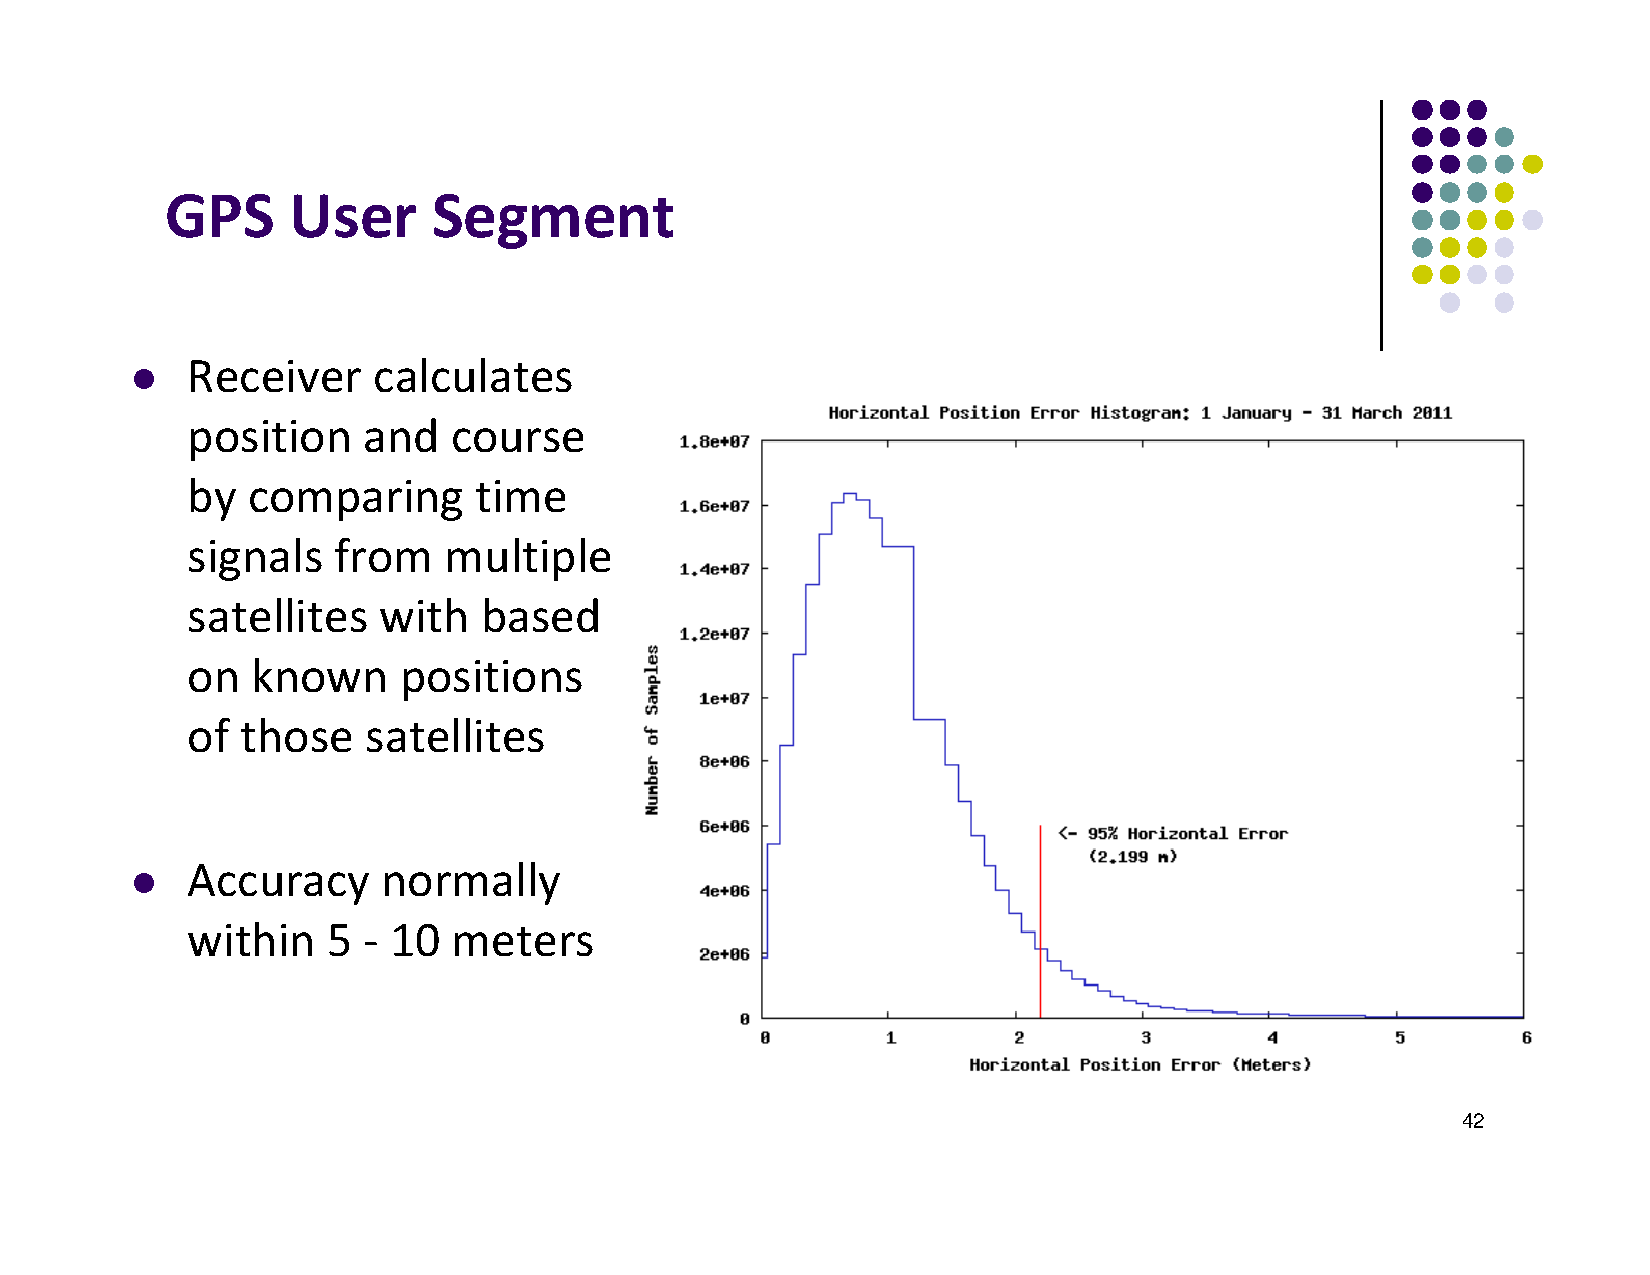 GPS User Segment
Receiver calculates
position and course
by comparing time
signals from multiple
satellites with based
on known positions
of those satellites
Accuracy normally
within 5 - 10 meters
Horizontal Position Error Histogram: 1 January - 31 March 2011
1.8e+07
1.6e+07
1.4e+07
1.2e+07
1e+07
8e+06
6e+06
4e+06
2e+06
0
Number of Samples
<- 95% Horizontal Error
(2.199 m)
0 1 2 3 4 5 6
Horizontal Position Error (Meters)
42